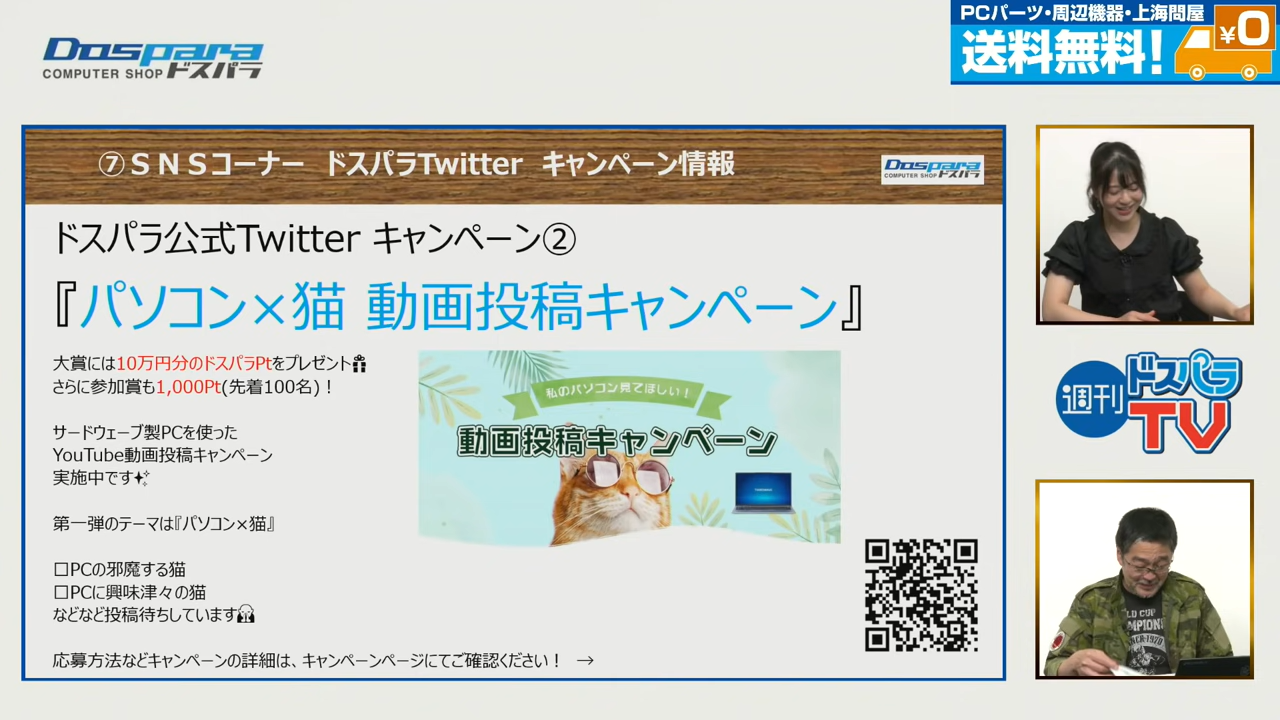 Dospara
COMPUTER SHOP ドスパラ
PCパーツ・周辺機器・上海問屋
送料無料!
¥0
⑦SNSコーナー ドスパラTwitter キャンペーン情報
Dospara
COMPUTER SHOP ドスパラ
ドスパラ公式Twitter キャンペーン②
『パソコン×猫 動画投稿キャンペーン』
大賞には10万円分のドスパラPtをプレゼント🎁
さらに参加賞も1,000Pt(先着100名)!
サードウェーブ製PCを使った
YouTube動画投稿キャンペーン
実施中です✨
第一弾のテーマは『パソコン×猫』
□PCの邪魔する猫
□PCに興味津々の猫
などなど投稿待ちしています
応募方法などキャンペーンの詳細は、キャンペーンページにてご確認ください! →
私のパソコン見てほしい!
動画投稿キャンペーン
週刊
ドスパラ
TV
CHAMPIONS
SINCE-1970